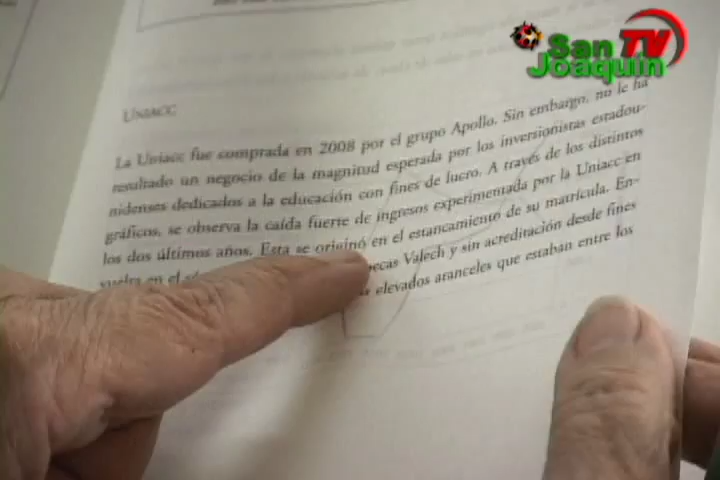 San TV
Joaquín
UNIACC
La Uniacc fue comprada en 2008 por el grupo Apollo. Sin embargo, no le ha
resultado un negocio de la magnitud esperada por los inversionistas estadou-
nidenses dedicados a la educación con fines de lucro. A través de los distintos
gráficos, se observa la caída fuerte de ingresos experimentada por la Uniacc en
los dos últimos años. Esta se originó en el estancamiento de su matrícula. En-
vuelta en el becas Valech y sin acreditación desde fines
elevados aranceles que estaban entre los